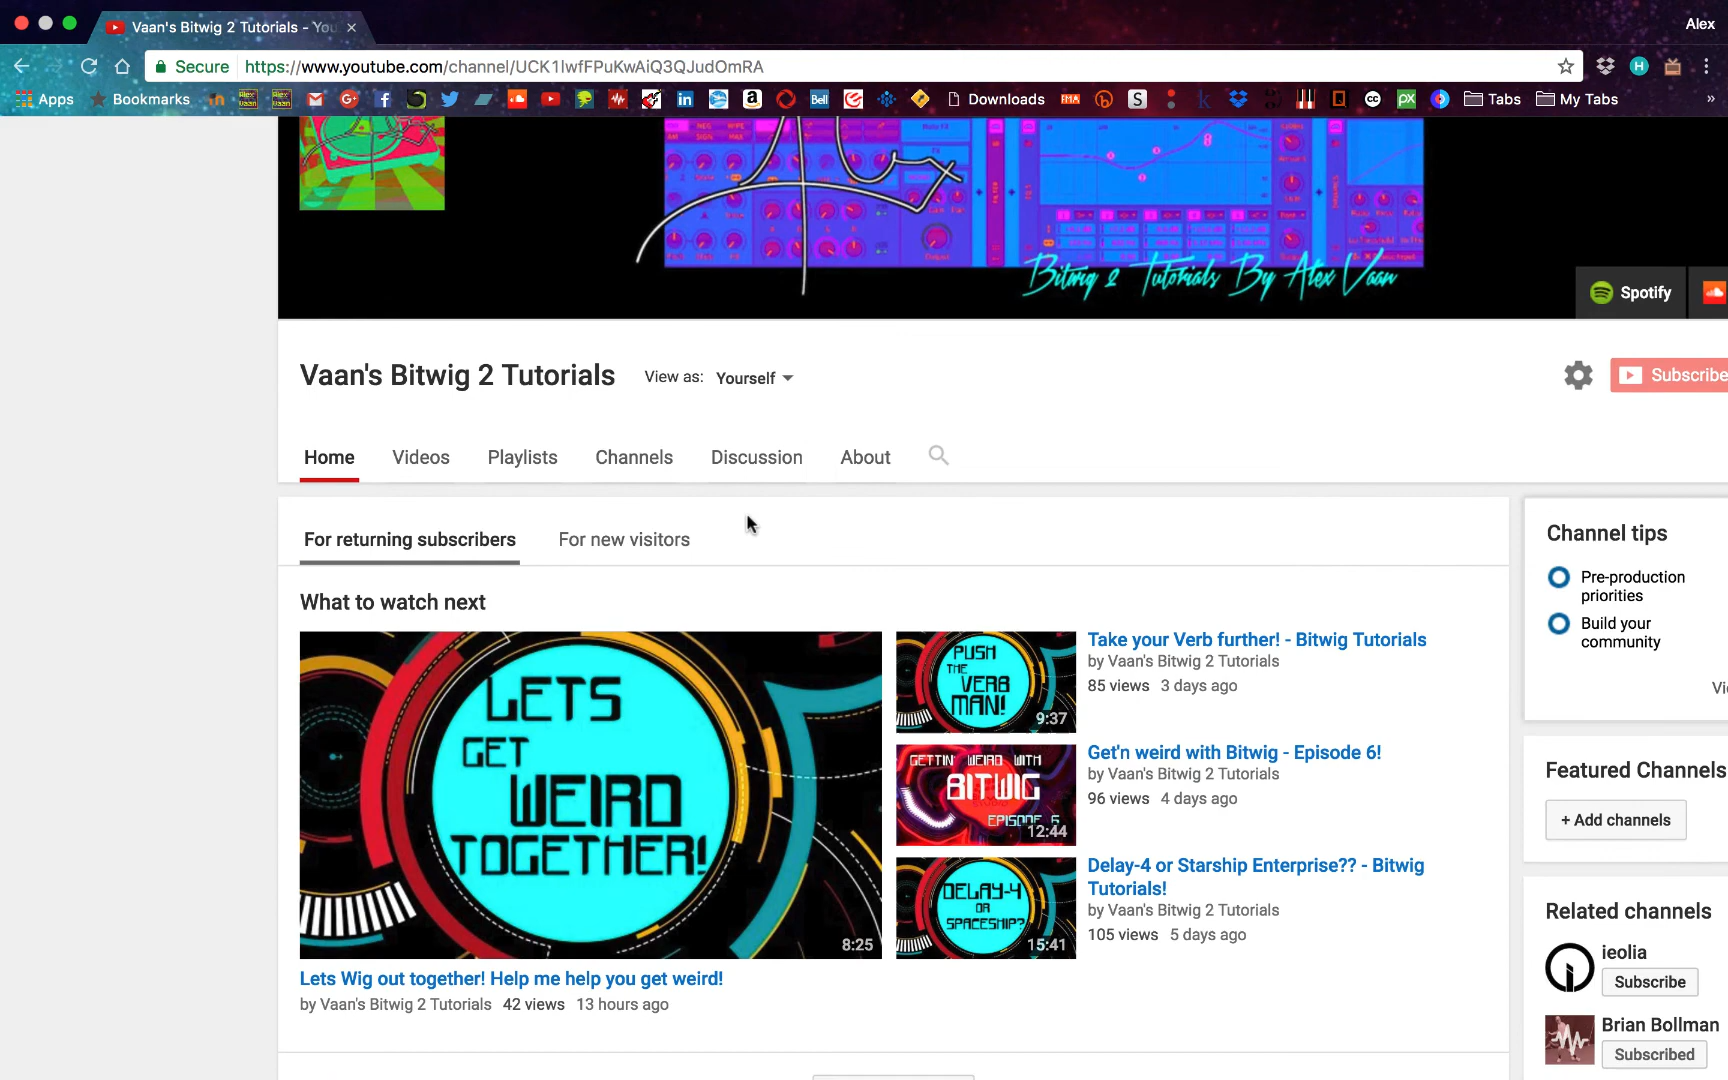 Vaan's Bitwig 2 Tutorials - You
Alex
Secure https://www.youtube.com/channel/UCK1IwfFPuKwAiQ3QJudOmRA
Apps Bookmarks Downloads Tabs My Tabs »
Bitwig 2 Tutorials By Alex Vaan
Spotify
Vaan's Bitwig 2 Tutorials View as: Yourself
Subscribe
Home Videos Playlists Channels Discussion About
For returning subscribers For new visitors
What to watch next
LETS
GET
WEIRD
TOGETHER!
8:25
Lets Wig out together! Help me help you get weird!
by Vaan's Bitwig 2 Tutorials 42 views 13 hours ago
PUSH
THE
VERB
MAN!
9:37
Take your Verb further! - Bitwig Tutorials
by Vaan's Bitwig 2 Tutorials
85 views 3 days ago
GETTIN' WEIRD WITH
BITWIG
EPISODE 6
12:44
Get'n weird with Bitwig - Episode 6!
by Vaan's Bitwig 2 Tutorials
96 views 4 days ago
DELAY-4
OR
SPACESHIP?
15:41
Delay-4 or Starship Enterprise?? - Bitwig
Tutorials!
by Vaan's Bitwig 2 Tutorials
105 views 5 days ago
Channel tips
Pre-production
priorities
Build your
community
Vi
Featured Channels
+ Add channels
Related channels
ieolia
Subscribe
Brian Bollman
Subscribed